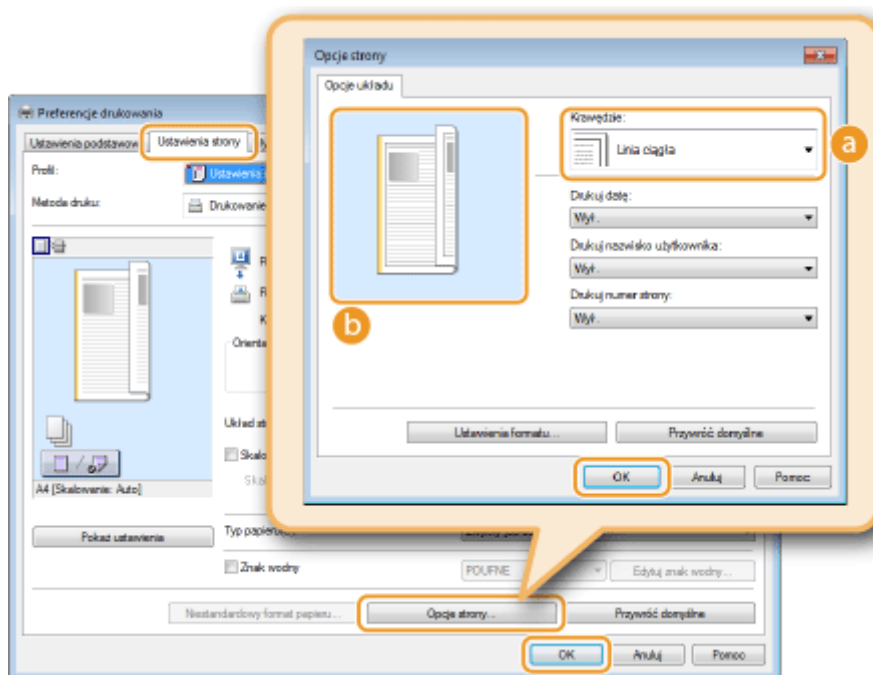 Opcje strony
Opcje układu
Krawędzie:
Linia ciągła
a
Drukuj datę:
Wył.
Drukuj nazwisko użytkownika:
Wył.
Drukuj numer strony:
Wył.
b
Ustawienia formatu...
Przywróć domyślne
OK
Anuluj
Pomoc
Preferencje drukowania
Ustawienia podstawow
Ustawienia strony
Profil:
Ustawienia
Metoda druku:
Drukowanie
Orienta
Układ st
Skalo
Skal
A4 [Skalowanie: Auto]
Pokaż ustawienia
Typ papieru
Znak wodny
POUFNE
Edytuj znak wodny...
Niestandardowy format papieru...
Opcje strony...
Przywróć domyślne
OK
Anuluj
Pomoc